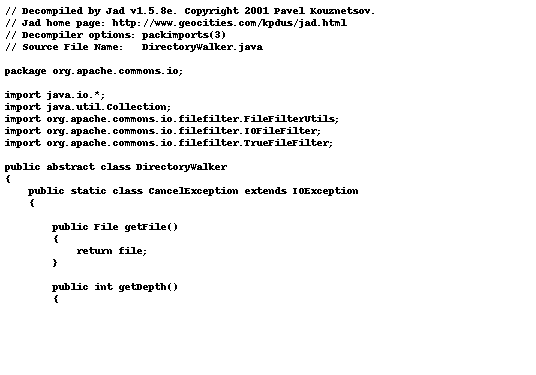 // Decompiled by Jad v1.5.8e. Copyright 2001 Pavel Kouznetsov.
// Jad home page: http://www.geocities.com/kpdus/jad.html
// Decompiler options: packimports(3)
// Source File Name:   DirectoryWalker.java

package org.apache.commons.io;

import java.io.*;
import java.util.Collection;
import org.apache.commons.io.filefilter.FileFilterUtils;
import org.apache.commons.io.filefilter.IOFileFilter;
import org.apache.commons.io.filefilter.TrueFileFilter;

public abstract class DirectoryWalker
{
    public static class CancelException extends IOException
    {

        public File getFile()
        {
            return file;
        }

        public int getDepth()
        {